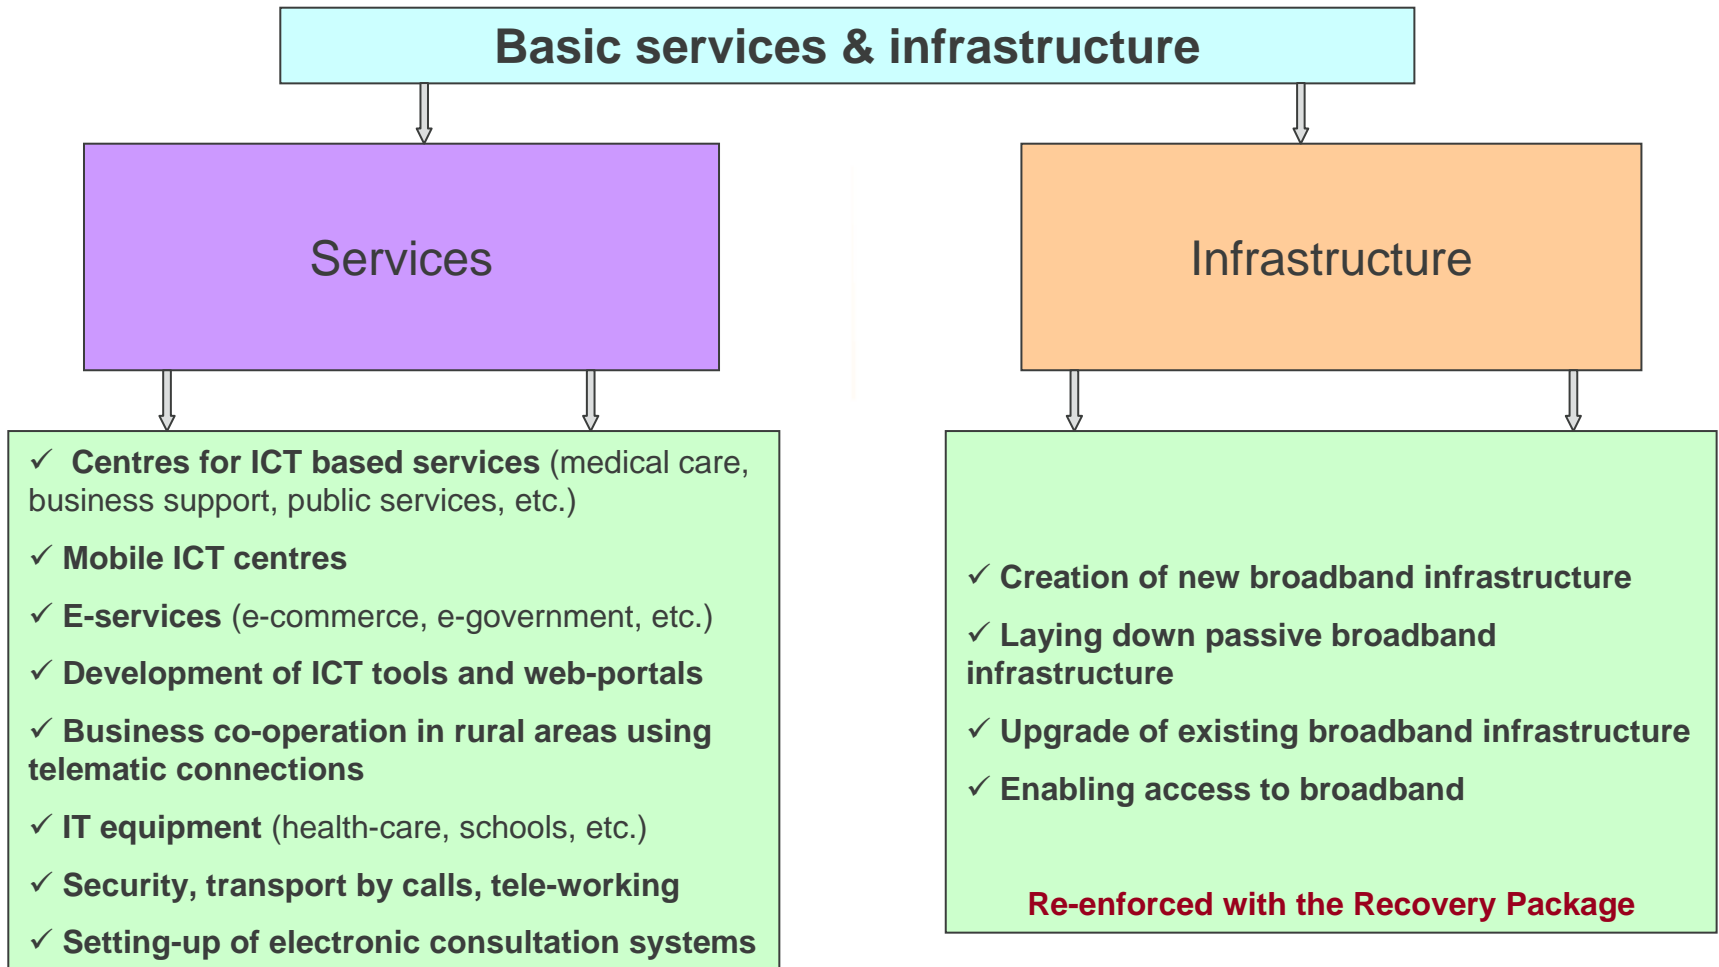 Basic services & infrastructure
Services
Infrastructure
✓ Centres for ICT based services (medical care,
business support, public services, etc.)
✓ Mobile ICT centres
✓ E-services (e-commerce, e-government, etc.)
✓ Development of ICT tools and web-portals
✓ Business co-operation in rural areas using
telematic connections
✓ IT equipment (health-care, schools, etc.)
✓ Security, transport by calls, tele-working
✓ Setting-up of electronic consultation systems
✓ Creation of new broadband infrastructure
✓ Laying down passive broadband
infrastructure
✓ Upgrade of existing broadband infrastructure
✓ Enabling access to broadband
Re-enforced with the Recovery Package